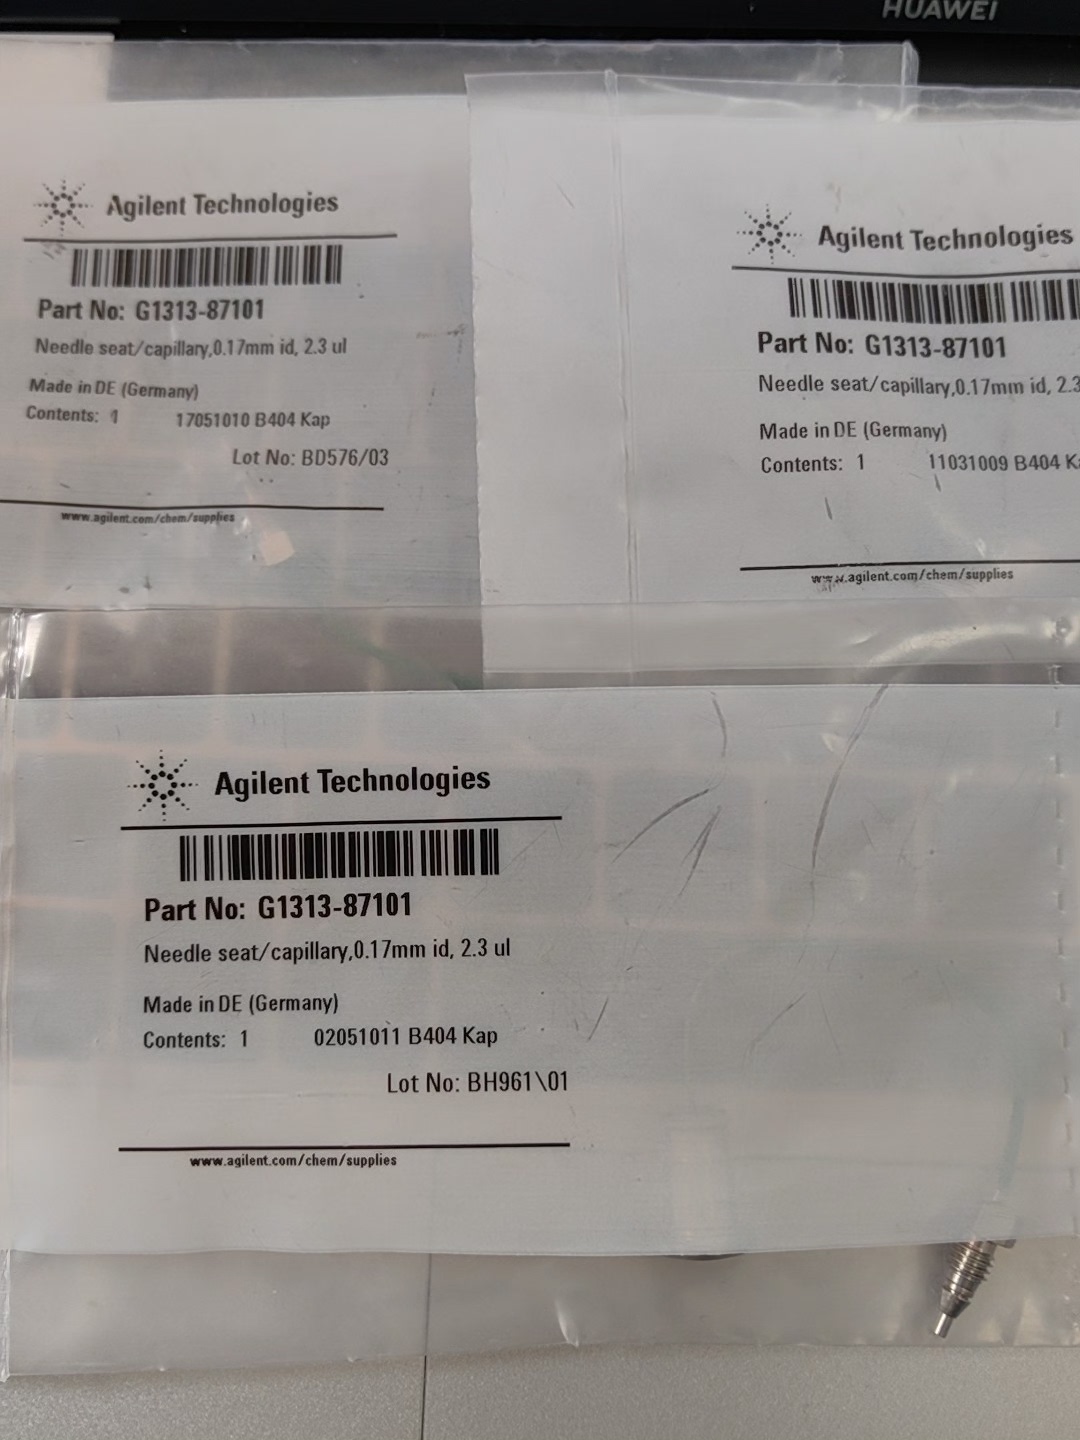 HUAWEI
Agilent Technologies
Part No: G1313-87101
Needle seat/capillary,0.17mm id, 2.3 ul
Made in DE (Germany)
Contents: 1 17051010 B404 Kap
Lot No: BD576/03
www.agilent.com/chem/supplies
Agilent Technologies
Part No: G1313-87101
Needle seat/capillary,0.17mm id, 2.3
Made in DE (Germany)
Contents: 1 11031009 B404 Ka
www.agilent.com/chem/supplies
Agilent Technologies
Part No: G1313-87101
Needle seat/capillary,0.17mm id, 2.3 ul
Made in DE (Germany)
Contents: 1 02051011 B404 Kap
Lot No: BH961\01
www.agilent.com/chem/supplies